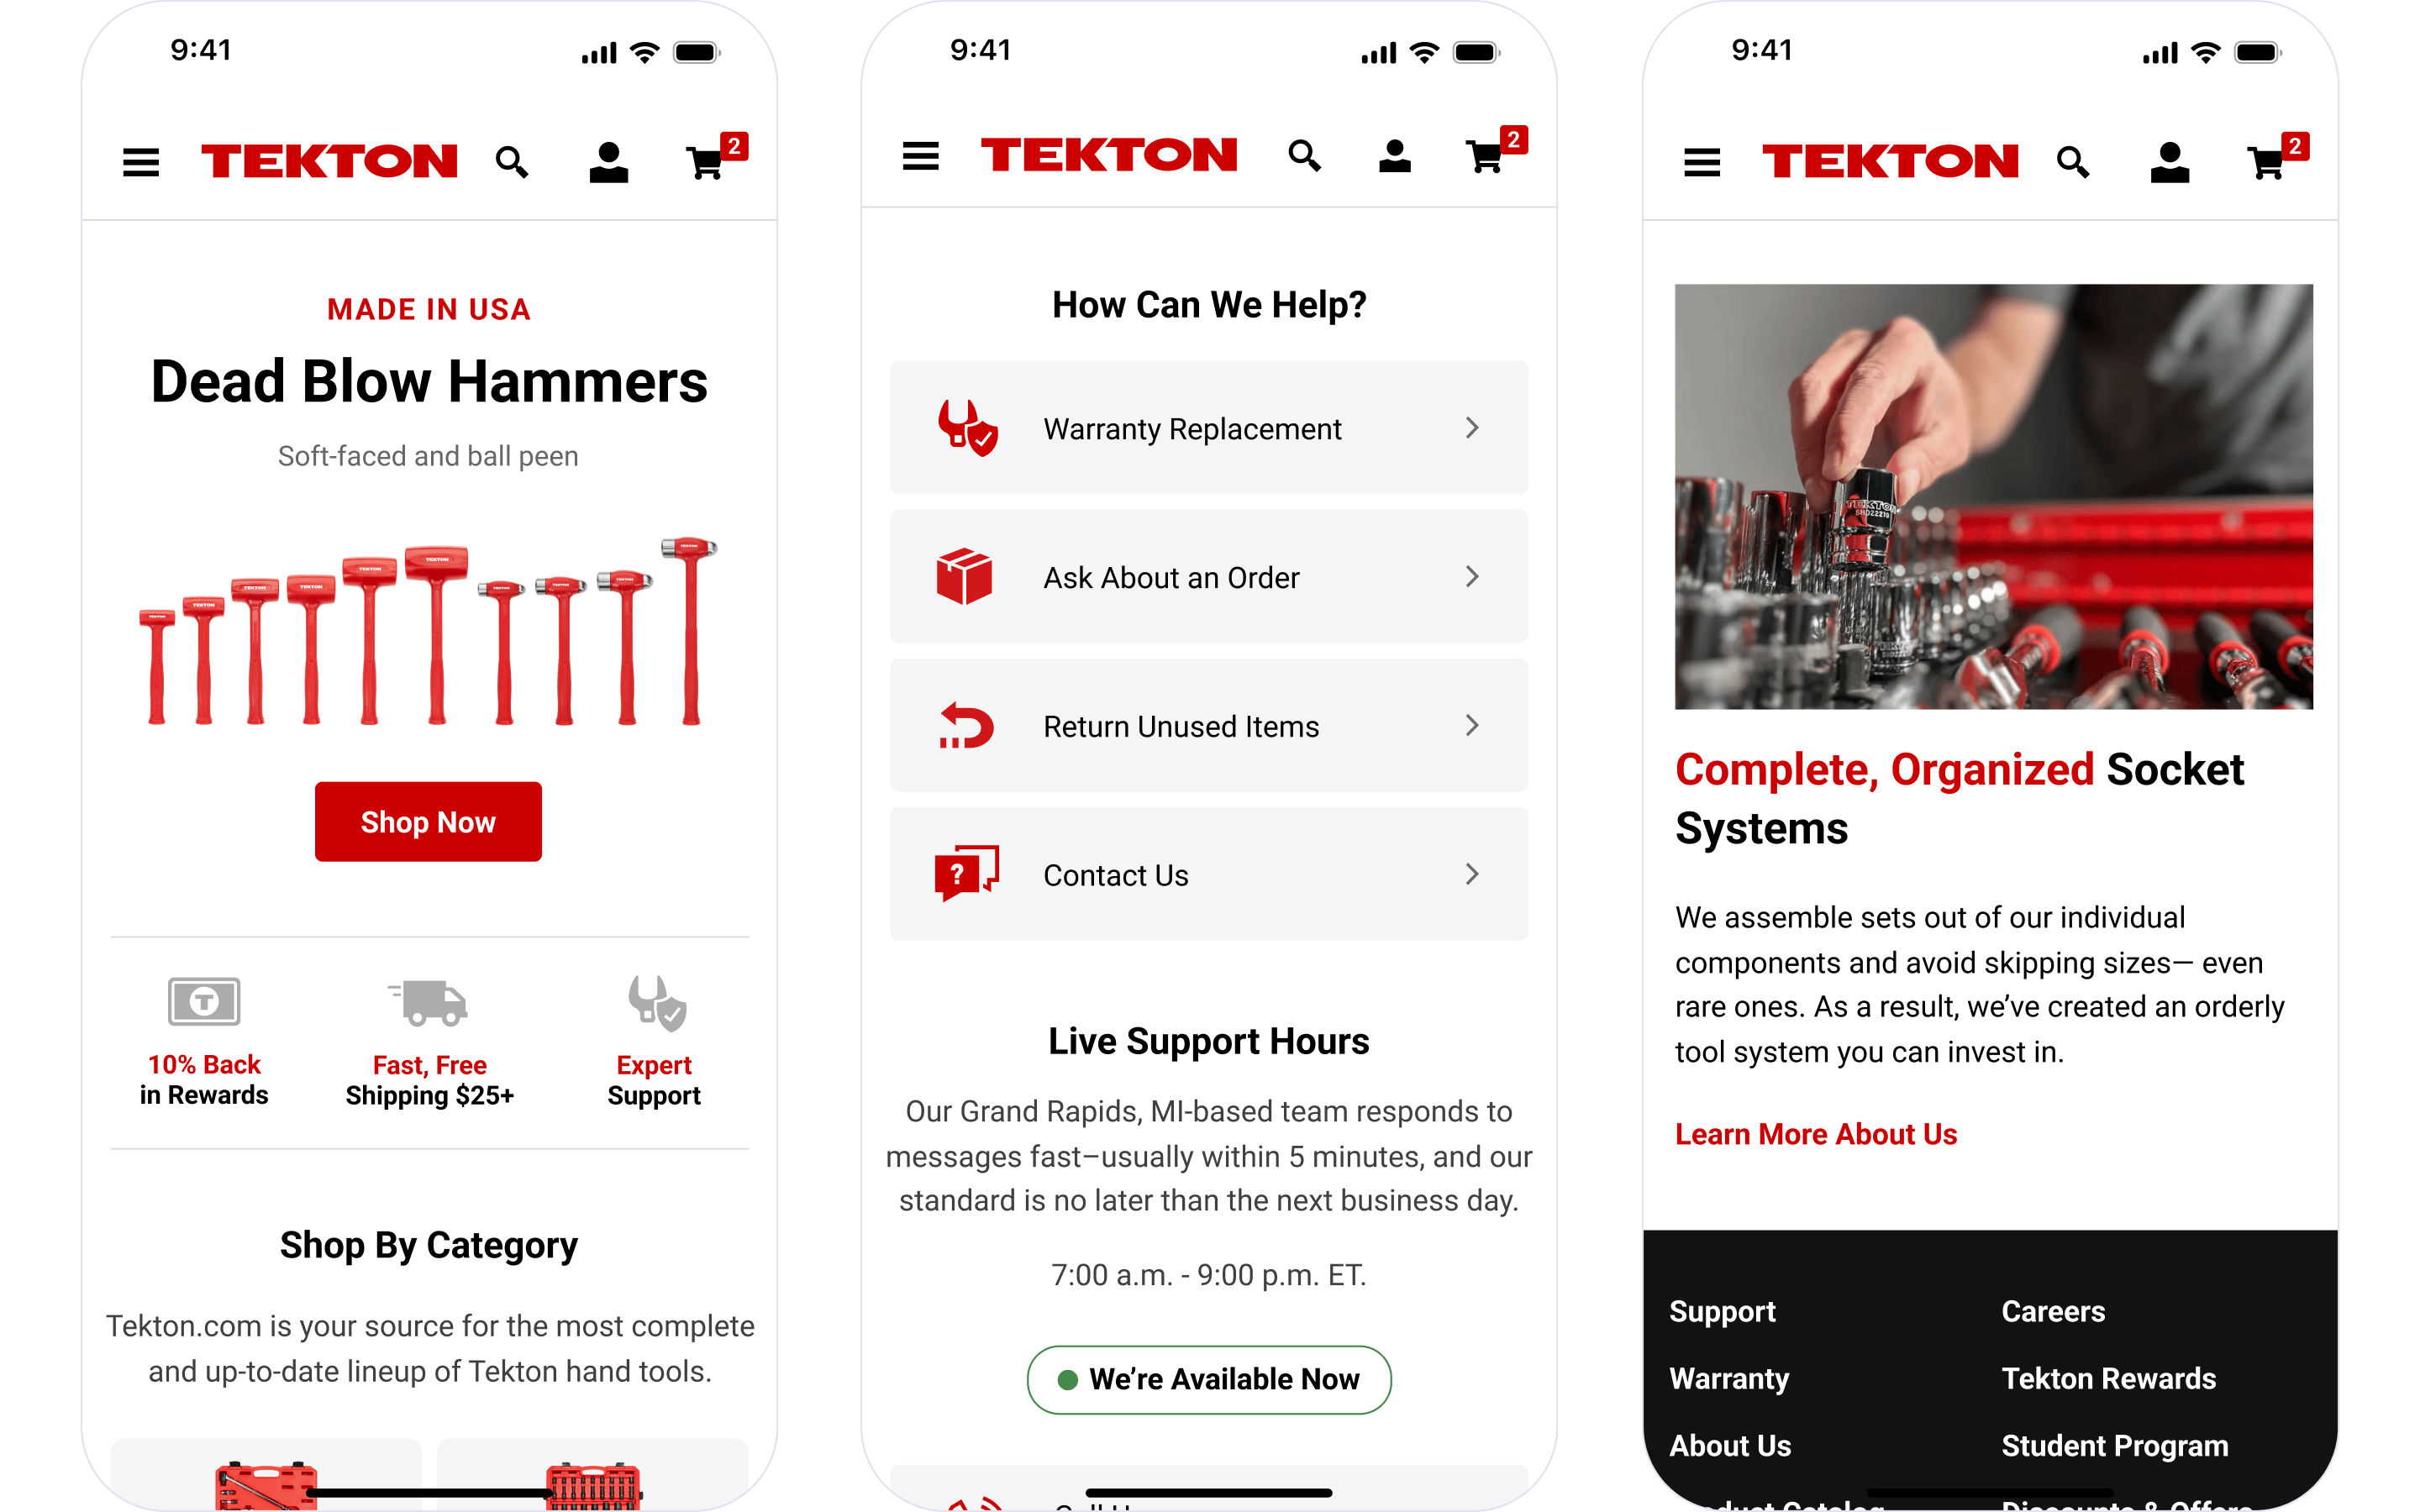 9:41
TEKTON
2
MADE IN USA
Dead Blow Hammers
Soft-faced and ball peen
Shop Now
10% Back
in Rewards
Fast, Free
Shipping $25+
Expert
Support
Shop By Category
Tekton.com is your source for the most complete
and up-to-date lineup of Tekton hand tools.
9:41
TEKTON
2
How Can We Help?
Warranty Replacement
Ask About an Order
Return Unused Items
?
Contact Us
Live Support Hours
Our Grand Rapids, MI-based team responds to
messages fast–usually within 5 minutes, and our
standard is no later than the next business day.
7:00 a.m. - 9:00 p.m. ET.
We’re Available Now
9:41
TEKTON
2
TEKTON
Complete, Organized Socket
Systems
We assemble sets out of our individual
components and avoid skipping sizes— even
rare ones. As a result, we’ve created an orderly
tool system you can invest in.
Learn More About Us
Support
Careers
Warranty
Tekton Rewards
About Us
Student Program
Discounts & Offers